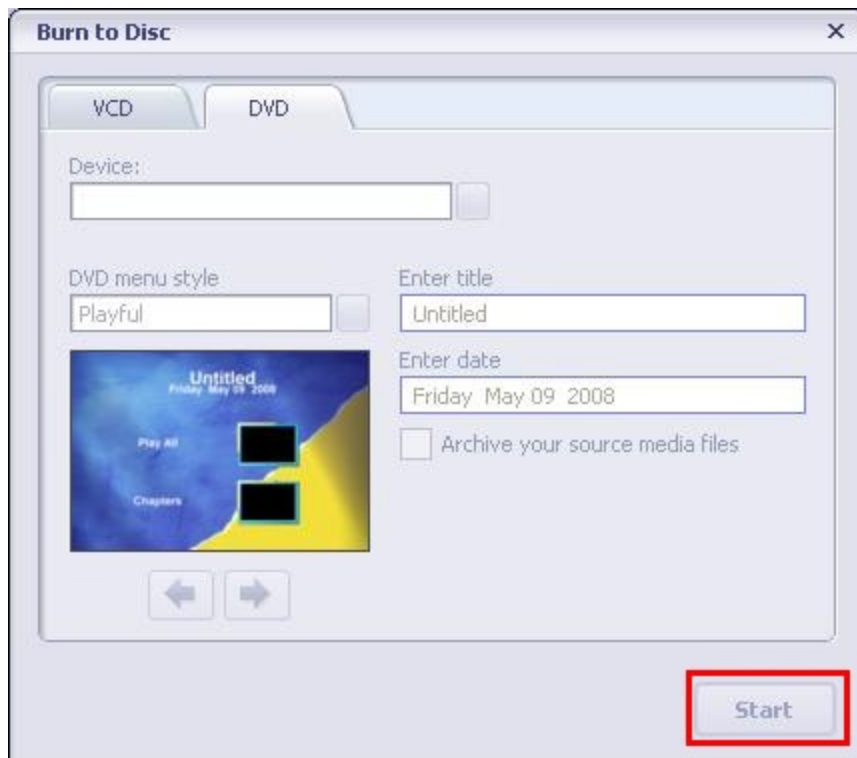 Burn to Disc
VCD
DVD
Device:
DVD menu style
Enter title
Playful
Untitled
Enter date
Friday May 09 2008
Archive your source media files
Untitled
Friday May 09 2008
Play All
Chapters
Start